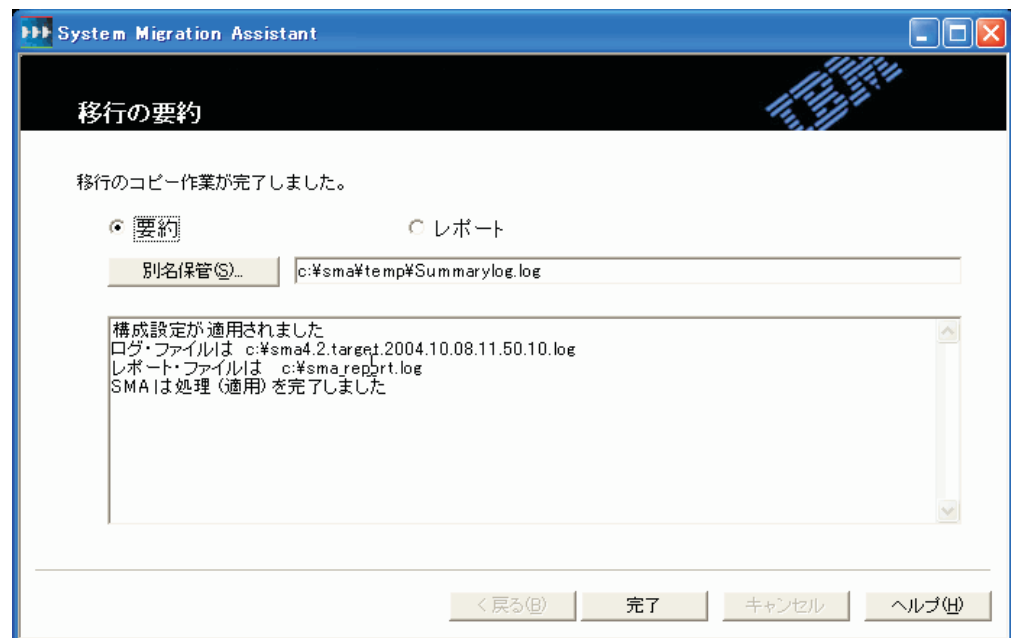 System Migration Assistant
IBM
移行の要約
移行のコピー作業が完了しました。
要約 レポート
別名保管(S)... c:¥sma¥temp¥Summarylog.log
構成設定が適用されました
ログ・ファイルは c:¥sma4.2.target.2004.10.08.11.50.10.log
レポート・ファイルは c:¥sma_report.log
SMA は処理 (適用) を完了しました
< 戻る(B) 完了 キャンセル ヘルプ(H)